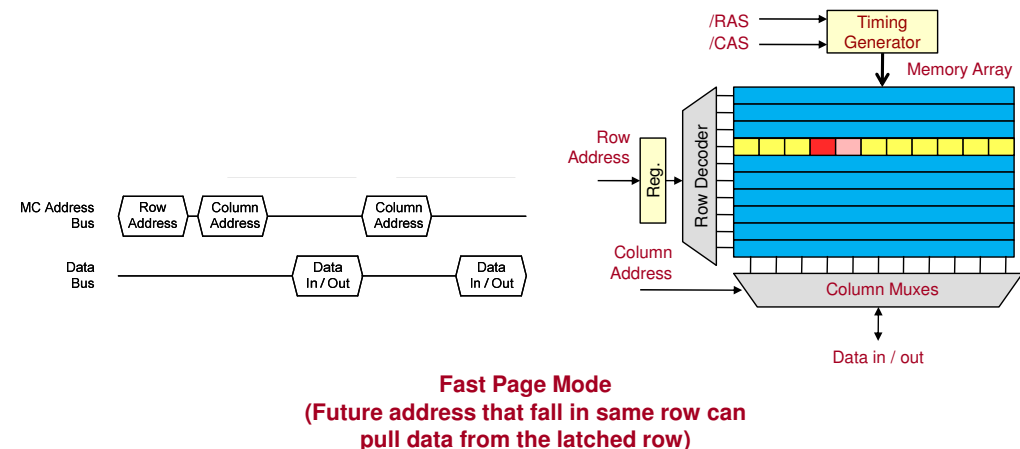 /RAS
/CAS
Timing
Generator
Memory Array
Row
Address
Reg.
Row Decoder
Column
Address
Column Muxes
Data in / out
MC Address
Bus
Row
Address
Column
Address
Column
Address
Data
Bus
Data
In / Out
Data
In / Out
Fast Page Mode
(Future address that fall in same row can
pull data from the latched row)